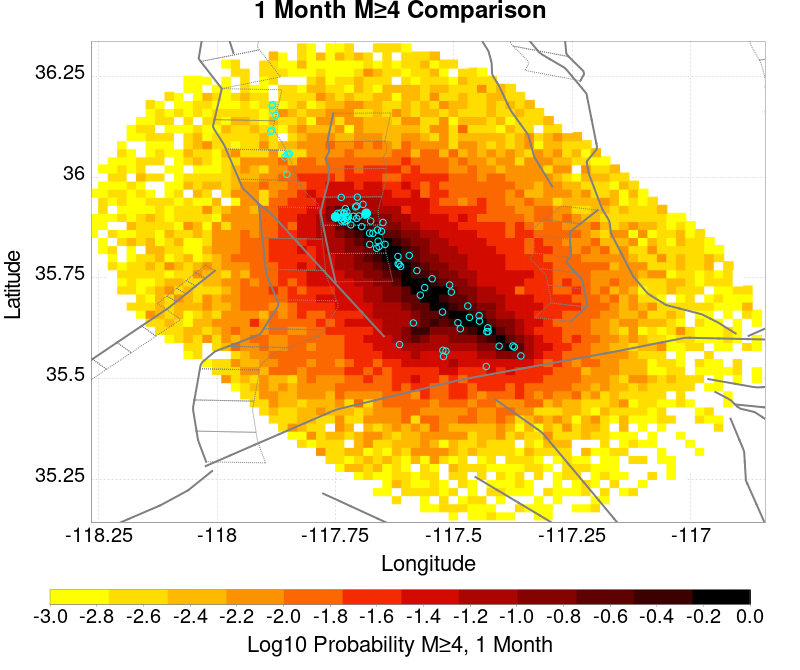 1 Month M≥4 Comparison
36.25
36
35.75
35.5
35.25
Latitude
-118.25 -118 -117.75 -117.5 -117.25 -117
Longitude
-3.0 -2.8 -2.6 -2.4 -2.2 -2.0 -1.8 -1.6 -1.4 -1.2 -1.0 -0.8 -0.6 -0.4 -0.2 0.0
Log10 Probability M≥4, 1 Month